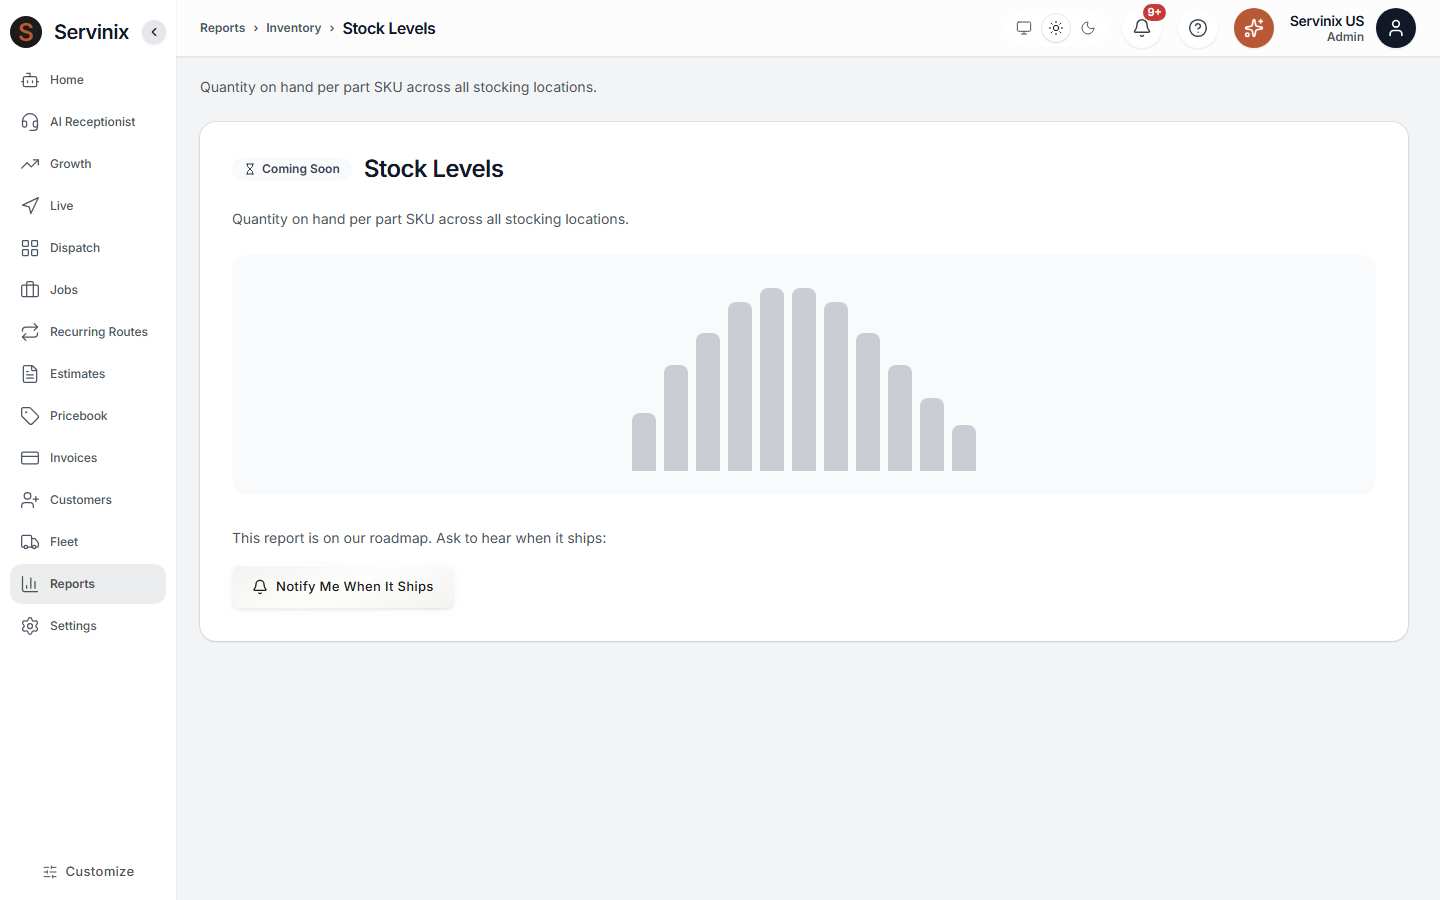 Servinix
Home
AI Receptionist
Growth
Live
Dispatch
Jobs
Recurring Routes
Estimates
Pricebook
Invoices
Customers
Fleet
Reports
Settings
Customize
Reports › Inventory › Stock Levels
9+
Servinix US
Admin
Quantity on hand per part SKU across all stocking locations.
Coming Soon Stock Levels
Quantity on hand per part SKU across all stocking locations.
This report is on our roadmap. Ask to hear when it ships:
Notify Me When It Ships